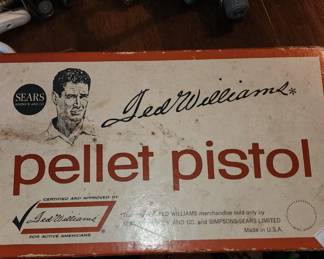 SEARS
Ted Williams*
pellet pistol
CERTIFIED AND APPROVED BY
Ted Williams
FOR ACTIVE AMERICANS
TED WILLIAMS merchandise sold only by
AND CO. and SIMPSONS-SEARS LIMITED
Made in U.S.A.